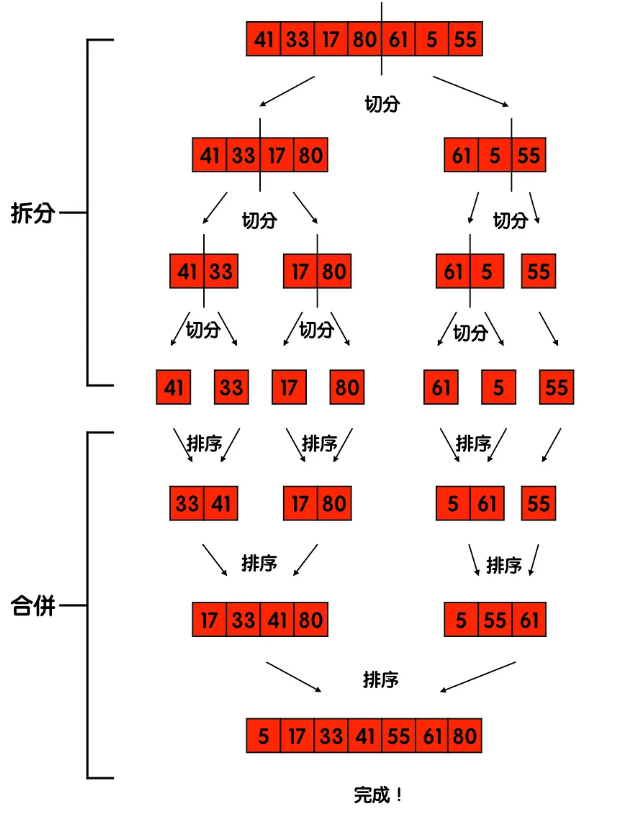 41 33 17 80 61 5 55
切分
41 33 17 80 61 5 55
拆分
切分 切分
41 33 17 80 61 5 55
切分 切分 切分
41 33 17 80 61 5 55
排序 排序 排序
33 41 17 80 5 61 55
排序 排序
合併
17 33 41 80 5 55 61
排序
5 17 33 41 55 61 80
完成！